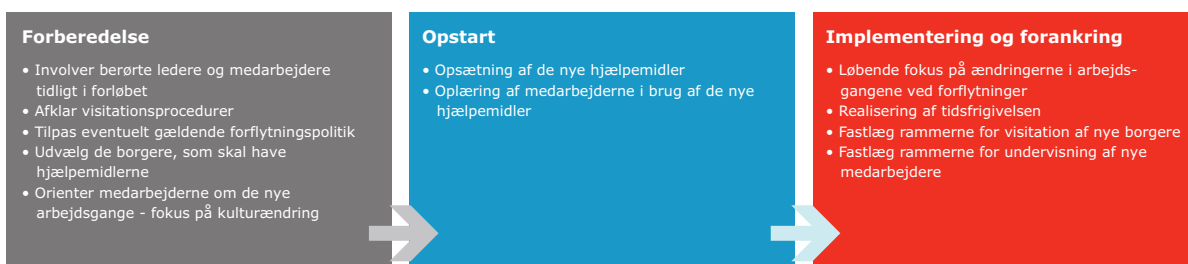 Forberedelse
• Involver berørte ledere og medarbejdere
tidligt i forløbet
• Afklar visitationsprocedurer
• Tilpas eventuelt gældende forflytningspolitik
• Udvælg de borgere, som skal have
hjælpemidlerne
• Orienter medarbejderne om de nye
arbejdsgange - fokus på kulturændring
Opstart
• Opsætning af de nye hjælpemidler
• Oplæring af medarbejderne i brug af de nye
hjælpemidler
Implementering og forankring
• Løbende fokus på ændringerne i arbejds-
gangene ved forflytninger
• Realisering af tidsfrigivelsen
• Fastlæg rammerne for visitation af nye borgere
• Fastlæg rammerne for undervisning af nye
medarbejdere